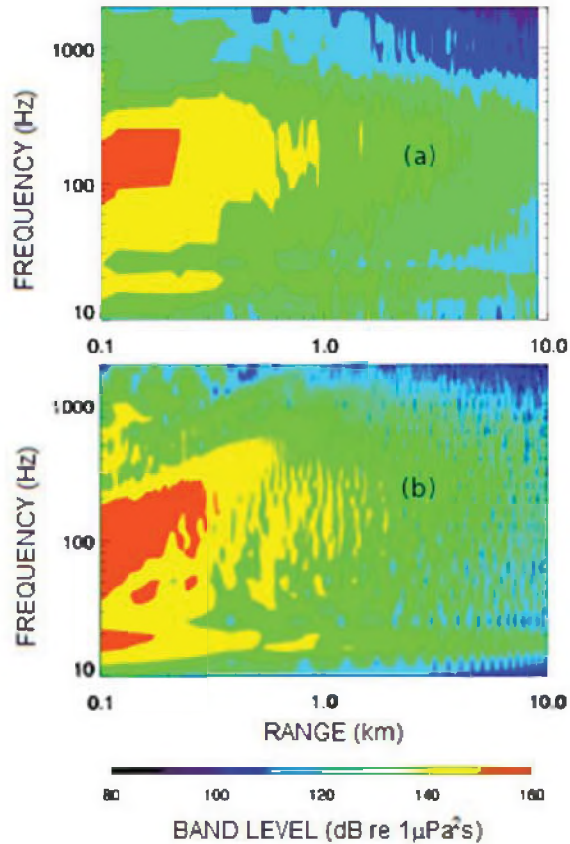 1000
(a)
FREQUENCY (Hz)
100
10
0.1 1.0 10.0
1000
(b)
FREQUENCY (Hz)
100
10
0.1 1.0 10.0
RANGE (km)
80 100 120 140 160
BAND LEVEL (dB re 1µPa²s)